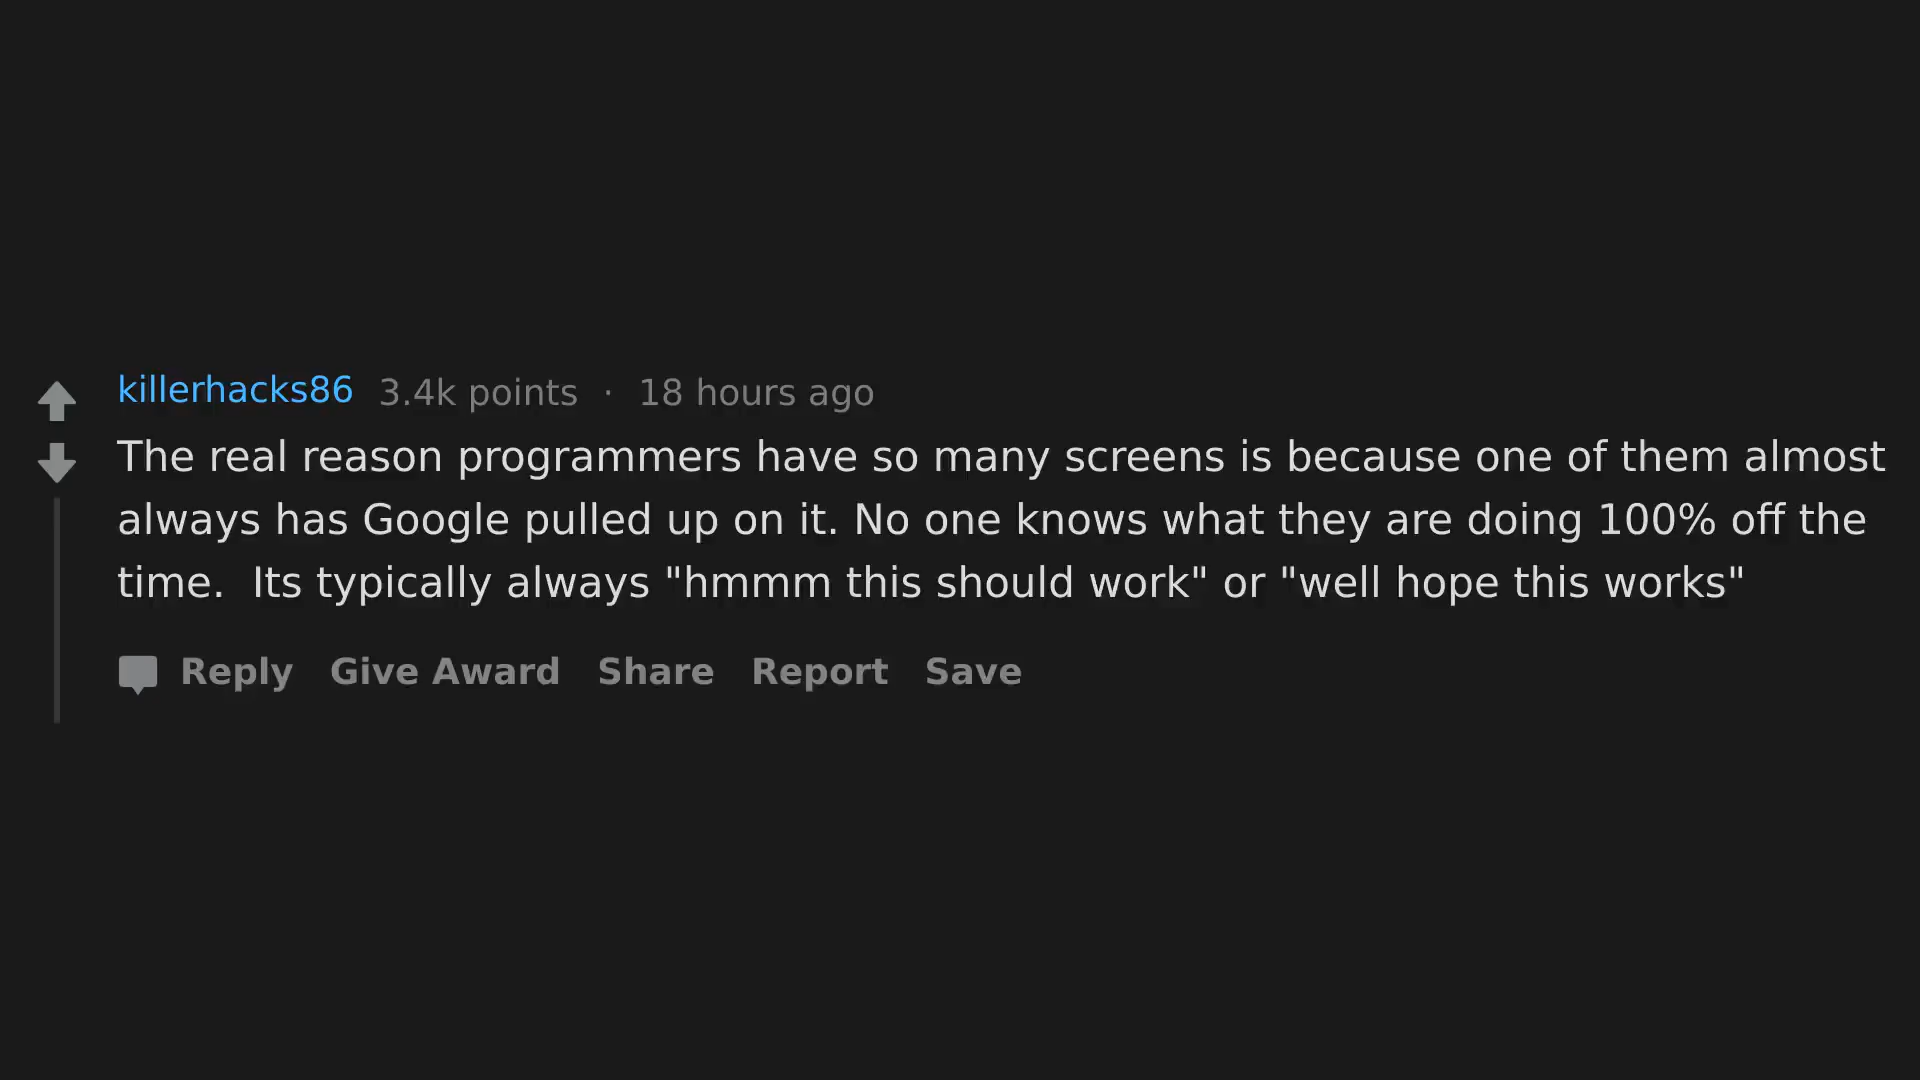 killerhacks86 3.4k points · 18 hours ago
The real reason programmers have so many screens is because one of them almost
always has Google pulled up on it. No one knows what they are doing 100% off the
time.  Its typically always "hmmm this should work" or "well hope this works"
Reply Give Award Share Report Save